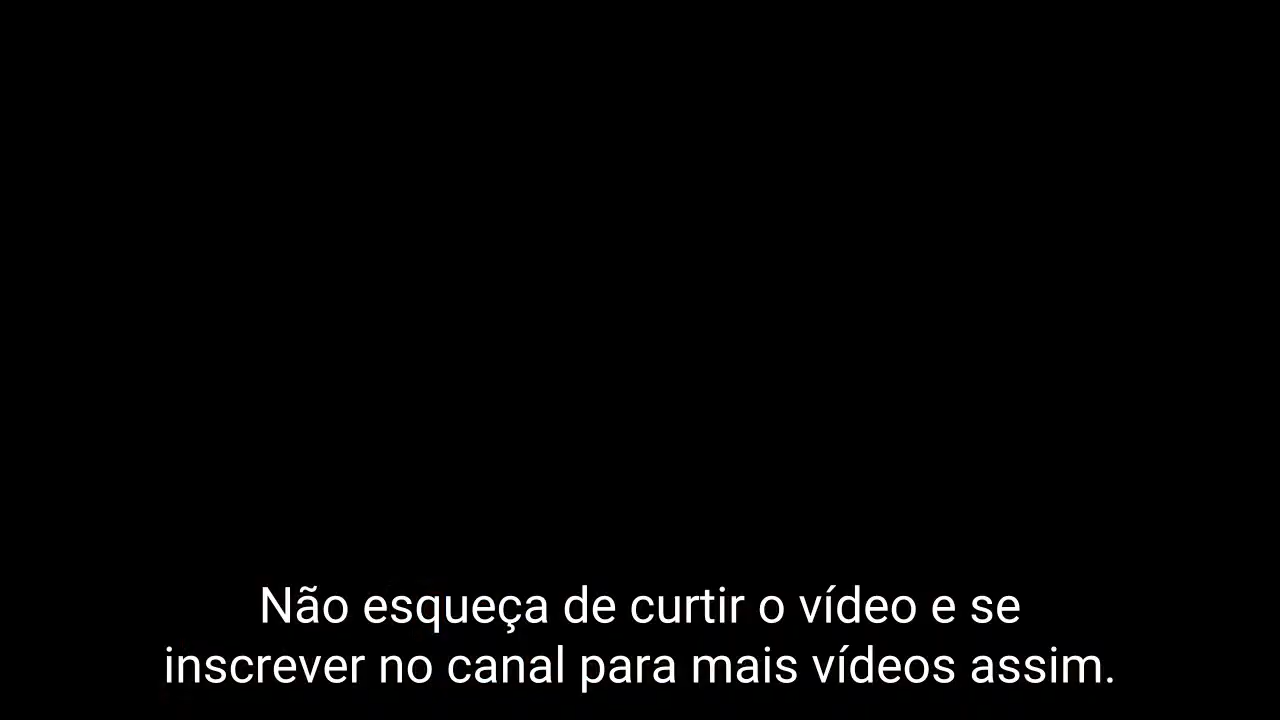 Não esqueça de curtir o vídeo e se
inscrever no canal para mais vídeos assim.